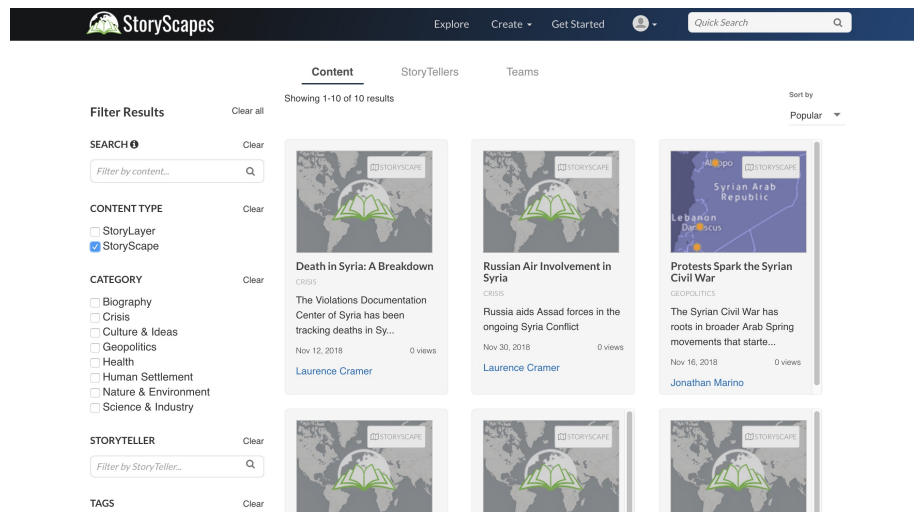 StoryScapes
Explore
Create
Get Started
Quick Search
Content
StoryTellers
Teams
Showing 1-10 of 10 results
Sort by
Popular
Filter Results
Clear all
SEARCH
Clear
Filter by content...
CONTENT TYPE
Clear
StoryLayer
StoryScape
CATEGORY
Clear
Biography
Crisis
Culture & Ideas
Geopolitics
Health
Human Settlement
Nature & Environment
Science & Industry
STORYTELLER
Clear
Filter by StoryTeller...
TAGS
Clear
STORYSCAPE
Death in Syria: A Breakdown
CRISIS
The Violations Documentation
Center of Syria has been
tracking deaths in Sy...
Nov 12, 2018
0 views
Laurence Cramer
STORYSCAPE
Russian Air Involvement in
Syria
CRISIS
Russia aids Assad forces in the
ongoing Syria Conflict
Nov 30, 2018
0 views
Laurence Cramer
STORYSCAPE
Syrian Arab
Republic
Lebanon
Protests Spark the Syrian
Civil War
GEOPOLITICS
The Syrian Civil War has
roots in broader Arab Spring
movements that starte...
Nov 16, 2018
0 views
Jonathan Marino
STORYSCAPE
STORYSCAPE
STORYSCAPE